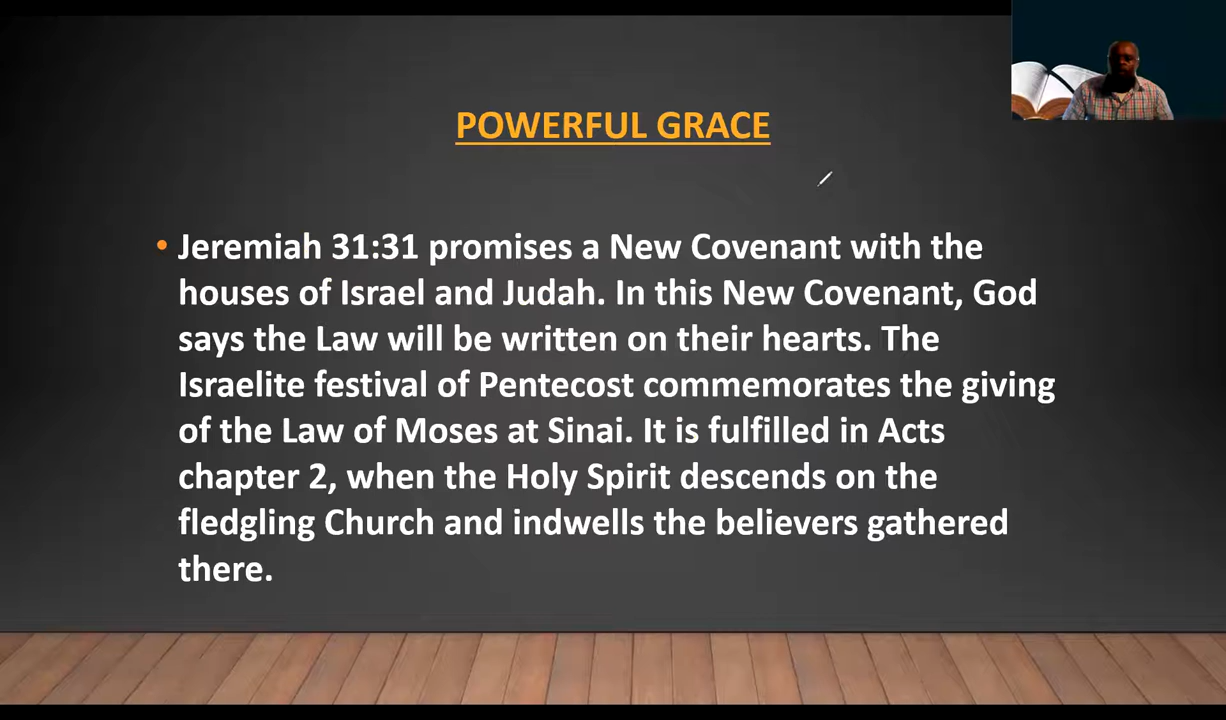 POWERFUL GRACE
• Jeremiah 31:31 promises a New Covenant with the
houses of Israel and Judah. In this New Covenant, God
says the Law will be written on their hearts. The
Israelite festival of Pentecost commemorates the giving
of the Law of Moses at Sinai. It is fulfilled in Acts
chapter 2, when the Holy Spirit descends on the
fledgling Church and indwells the believers gathered
there.